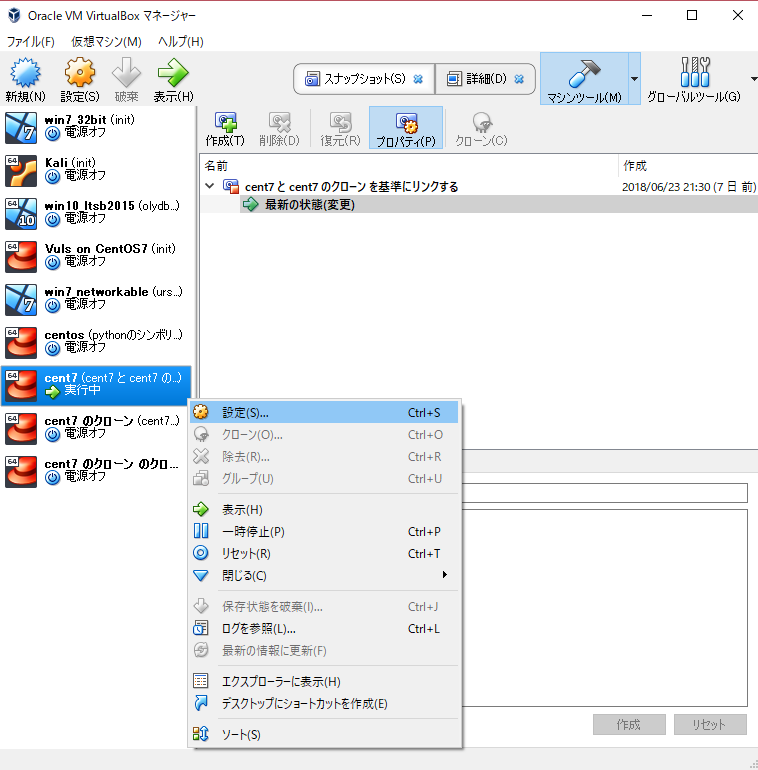 Oracle VM VirtualBox マネージャー
ファイル(F) 仮想マシン(M) ヘルプ(H)
新規(N) 設定(S) 破棄 表示(H)
スナップショット(S) 詳細(D)
マシンツール(M) グローバルツール(G)
win7_32bit (init)
電源オフ
Kali (init)
電源オフ
win10_ltsb2015 (olydb...)
電源オフ
Vuls on CentOS7 (init)
電源オフ
win7_networkable (urs...)
電源オフ
centos (pythonのシンボリ...)
電源オフ
cent7 (cent7 と cent7 の...)
実行中
cent7 のクローン (cent7...)
電源オフ
cent7 のクローン のクロ...
電源オフ
作成(T) 削除(D) 復元(R) プロパティ(P) クローン(C)
名前 作成
cent7 と cent7 のクローン を基準にリンクする 2018/06/23 21:30 (7 日 前)
最新の状態(変更)
設定(S)... Ctrl+S
クローン(O)... Ctrl+O
除去(R)... Ctrl+R
グループ(U) Ctrl+U
表示(H)
一時停止(P) Ctrl+P
リセット(R) Ctrl+T
閉じる(C)
保存状態を破棄(I)... Ctrl+J
ログを参照(L)... Ctrl+L
最新の情報に更新(F)
エクスプローラーに表示(H)
デスクトップにショートカットを作成(E)
ソート(S)
作成 リセット